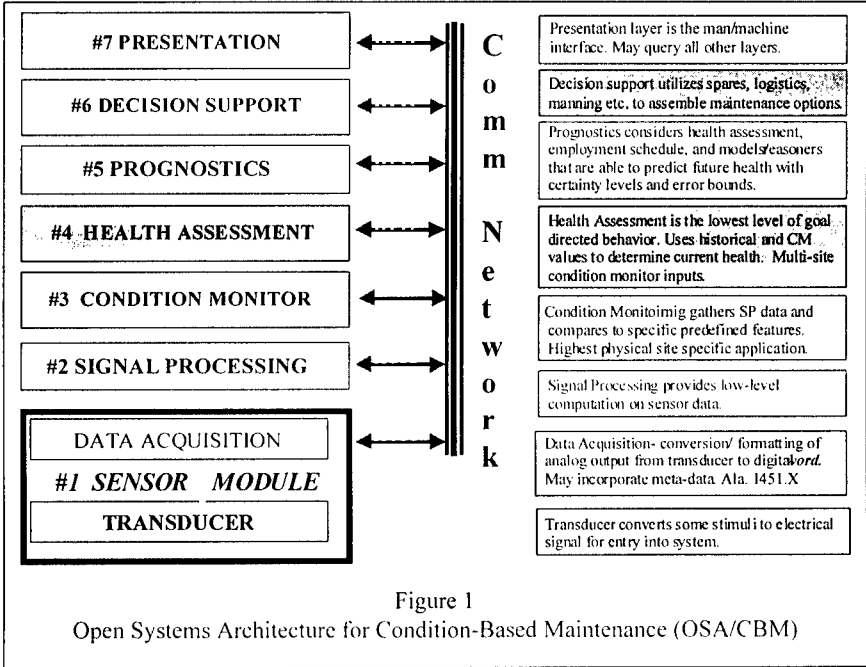 #7 PRESENTATION
#6 DECISION SUPPORT
#5 PROGNOSTICS
#4 HEALTH ASSESSMENT
#3 CONDITION MONITOR
#2 SIGNAL PROCESSING
DATA ACQUISITION
#1 SENSOR MODULE
TRANSDUCER
Comm Network
Presentation layer is the man/machine
interface. May query all other layers.
Decision support utilizes spares, logistics,
manning etc. to assemble maintenance options.
Prognostics considers health assessment,
employment schedule, and models/easoners
that are able to predict future health with
certainty levels and error bounds.
Health Assessment is the lowest level of goal
directed behavior. Uses historical and CM
values to determine current health. Multi-site
condition monitor inputs.
Condition Monitoimig gathers SP data and
compares to specific predefined features.
Highest physical site specific application.
Signal Processing provides low-level
computation on sensor data.
Data Acquisition- conversion/ formatting of
analog output from transducer to digitalvord.
May incorporate meta-data Ala. 1451.X
Transducer converts some stimuli to electrical
signal for entry into system.
Figure 1
Open Systems Architecture for Condition-Based Maintenance (OSA/CBM)